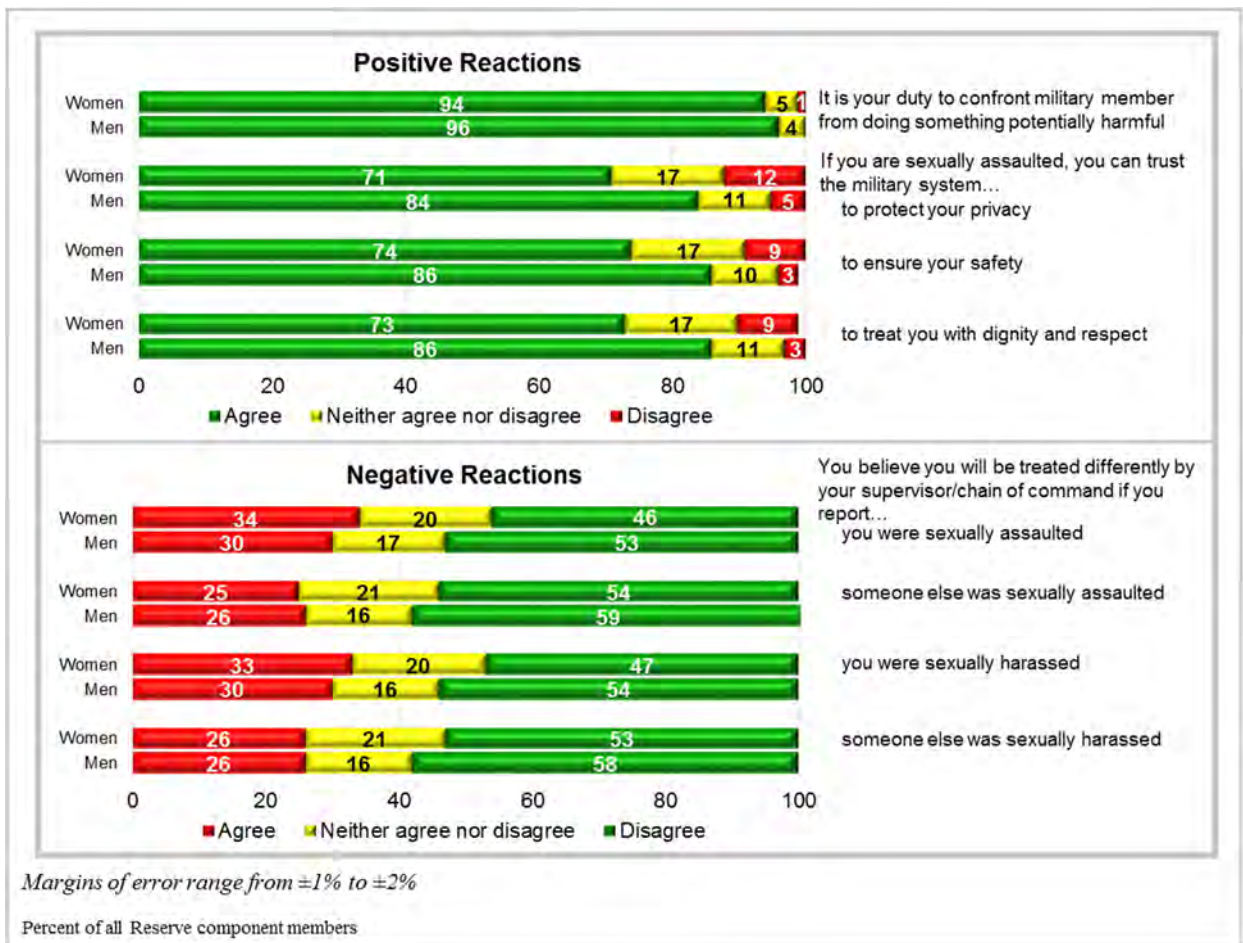 Positive Reactions
Women 94 5 1 It is your duty to confront military member
Men 96 4 from doing something potentially harmful
Women 71 17 12 If you are sexually assaulted, you can trust
the military system…
Men 84 11 5 to protect your privacy
Women 74 17 9 to ensure your safety
Men 86 10 3
Women 73 17 9 to treat you with dignity and respect
Men 86 11 3
0 20 40 60 80 100
Agree Neither agree nor disagree Disagree
Negative Reactions
You believe you will be treated differently by
your supervisor/chain of command if you
report…
Women 34 20 46
Men 30 17 53 you were sexually assaulted
Women 25 21 54 someone else was sexually assaulted
Men 26 16 59
Women 33 20 47 you were sexually harassed
Men 30 16 54
Women 26 21 53 someone else was sexually harassed
Men 26 16 58
0 20 40 60 80 100
Agree Neither agree nor disagree Disagree
Margins of error range from ±1% to ±2%
Percent of all Reserve component members